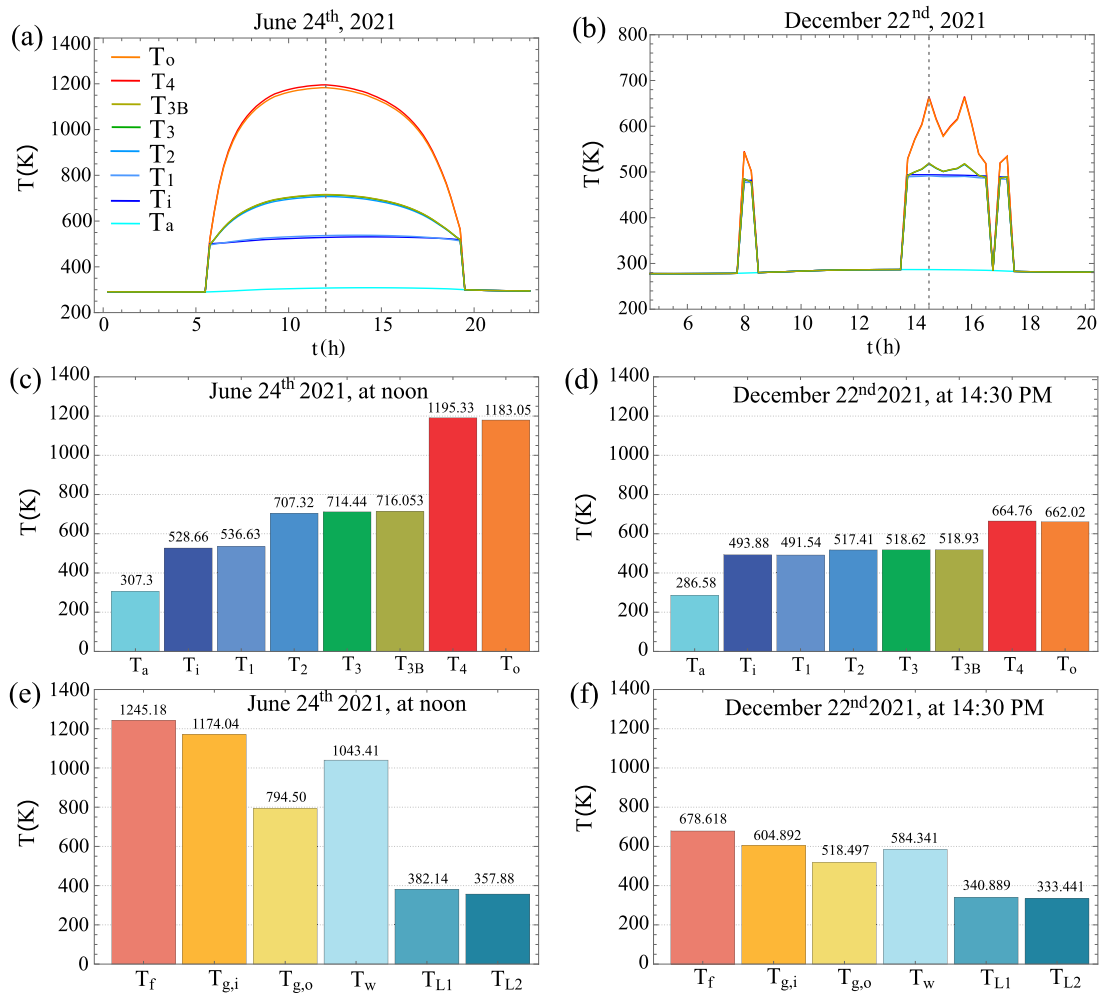 (a)
June 24th, 2021
1400
1200
1000
800
600
400
200
T(K)
To
T4
T3B
T3
T2
T1
Ti
Ta
0
5
10
15
20
t(h)
(b)
December 22nd, 2021
800
700
600
500
400
300
200
T(K)
6
8
10
12
14
16
18
20
t(h)
(c)
June 24th 2021, at noon
1400
1200
1000
800
600
400
200
0
T(K)
307.3
528.66
536.63
707.32
714.44
716.053
1195.33
1183.05
Ta Ti T1 T2 T3 T3B T4 To
(d)
December 22nd2021, at 14:30 PM
1400
1200
1000
800
600
400
200
0
T(K)
286.58
493.88
491.54
517.41
518.62
518.93
664.76
662.02
Ta Ti T1 T2 T3 T3B T4 To
(e)
June 24th 2021, at noon
1400
1200
1000
800
600
400
200
0
T(K)
1245.18
1174.04
794.50
1043.41
382.14
357.88
Tf Tg,i Tg,o Tw TL1 TL2
(f)
December 22nd2021, at 14:30 PM
1400
1200
1000
800
600
400
200
0
T(K)
678.618
604.892
518.497
584.341
340.889
333.441
Tf Tg,i Tg,o Tw TL1 TL2